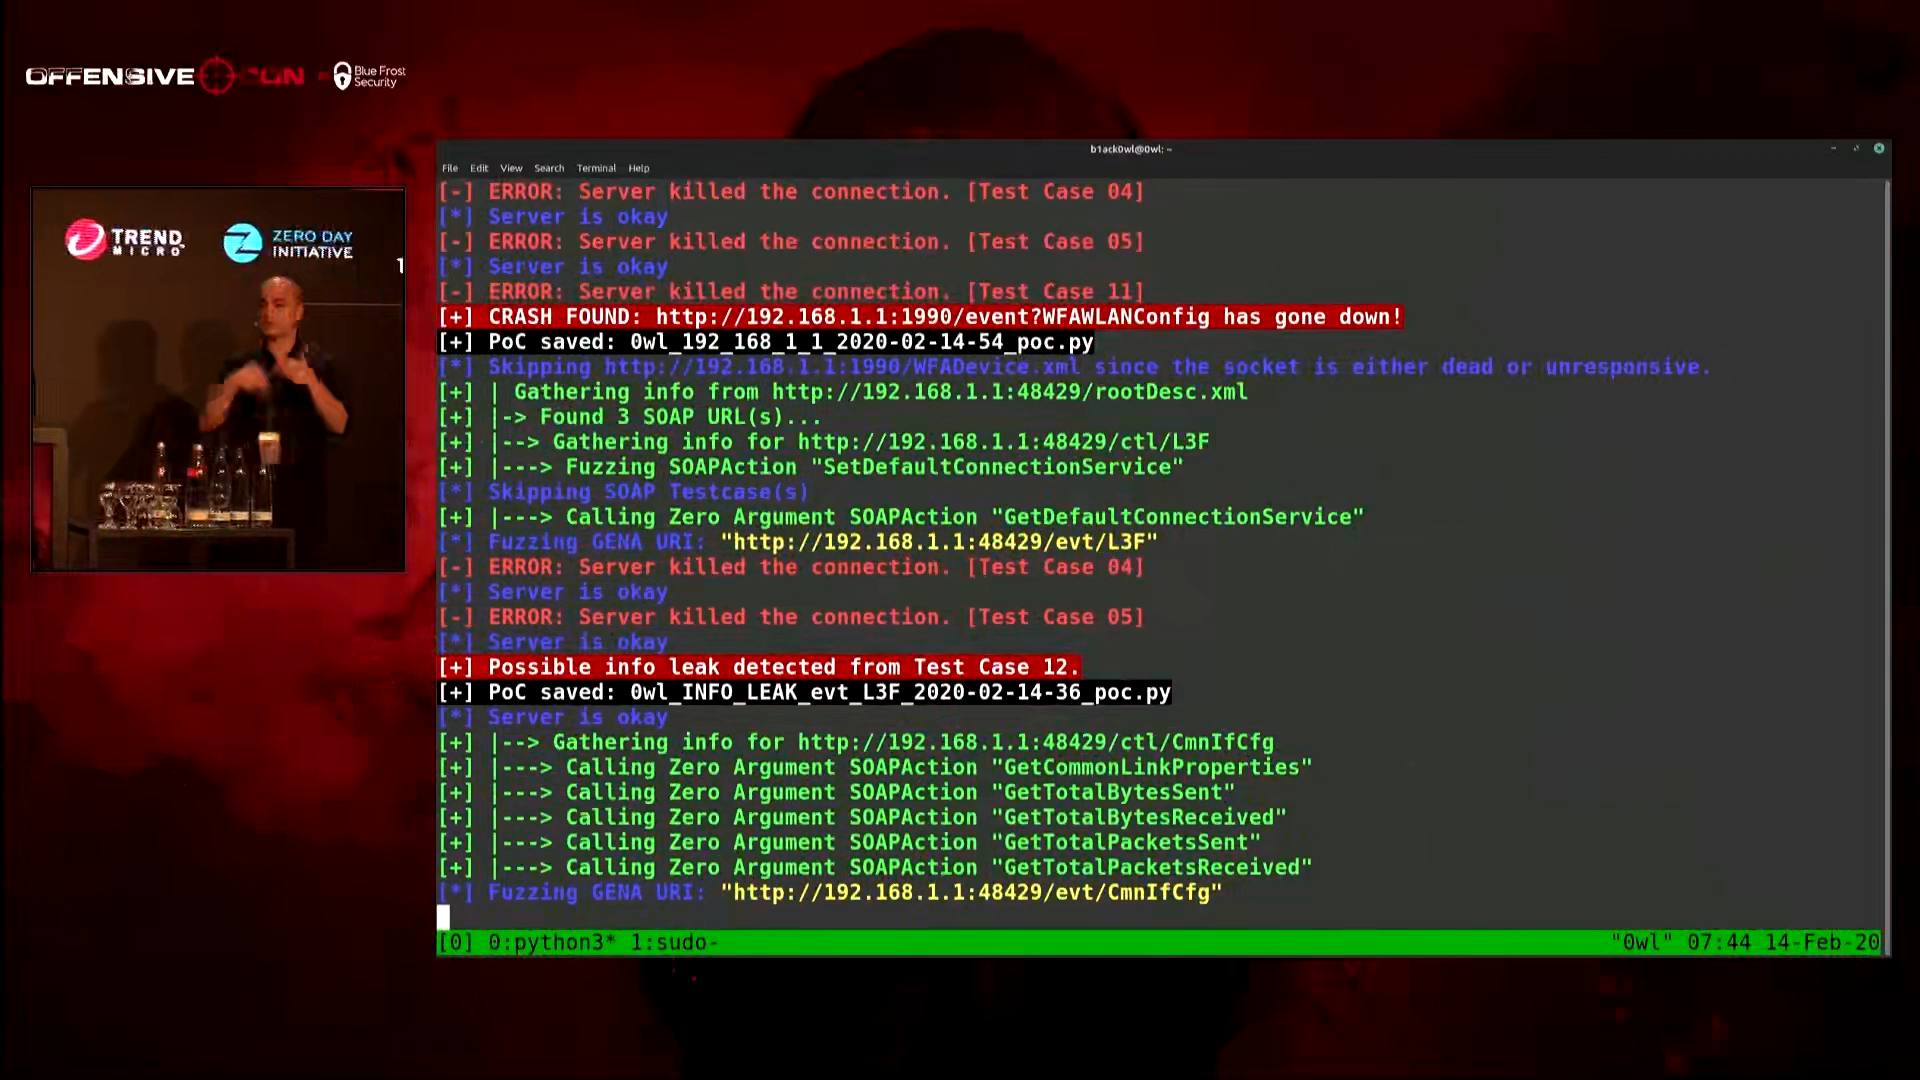 OFFENSIVE CON
Blue Frost
Security
TREND
MICRO
ZERO DAY
INITIATIVE
b1ack0wl@0wl: ~
File Edit View Search Terminal Help
[-] ERROR: Server killed the connection. [Test Case 04]
[*] Server is okay
[-] ERROR: Server killed the connection. [Test Case 05]
[*] Server is okay
[-] ERROR: Server killed the connection. [Test Case 11]
[+] CRASH FOUND: http://192.168.1.1:1990/event?WFAWLANConfig has gone down!
[+] PoC saved: 0wl_192_168_1_1_2020-02-14-54_poc.py
[*] Skipping http://192.168.1.1:1990/WFADevice.xml since the socket is either dead or unresponsive.
[+] | Gathering info from http://192.168.1.1:48429/rootDesc.xml
[+] |-> Found 3 SOAP URL(s)...
[+] |--> Gathering info for http://192.168.1.1:48429/ctl/L3F
[+] |---> Fuzzing SOAPAction "SetDefaultConnectionService"
[*] Skipping SOAP Testcase(s)
[+] |---> Calling Zero Argument SOAPAction "GetDefaultConnectionService"
[*] Fuzzing GENA URI: "http://192.168.1.1:48429/evt/L3F"
[-] ERROR: Server killed the connection. [Test Case 04]
[*] Server is okay
[-] ERROR: Server killed the connection. [Test Case 05]
[*] Server is okay
[+] Possible info leak detected from Test Case 12.
[+] PoC saved: 0wl_INFO_LEAK_evt_L3F_2020-02-14-36_poc.py
[*] Server is okay
[+] |--> Gathering info for http://192.168.1.1:48429/ctl/CmnIfCfg
[+] |---> Calling Zero Argument SOAPAction "GetCommonLinkProperties"
[+] |---> Calling Zero Argument SOAPAction "GetTotalBytesSent"
[+] |---> Calling Zero Argument SOAPAction "GetTotalBytesReceived"
[+] |---> Calling Zero Argument SOAPAction "GetTotalPacketsSent"
[+] |---> Calling Zero Argument SOAPAction "GetTotalPacketsReceived"
[*] Fuzzing GENA URI: "http://192.168.1.1:48429/evt/CmnIfCfg"
[0] 0:python3* 1:sudo- "0wl" 07:44 14-Feb-20